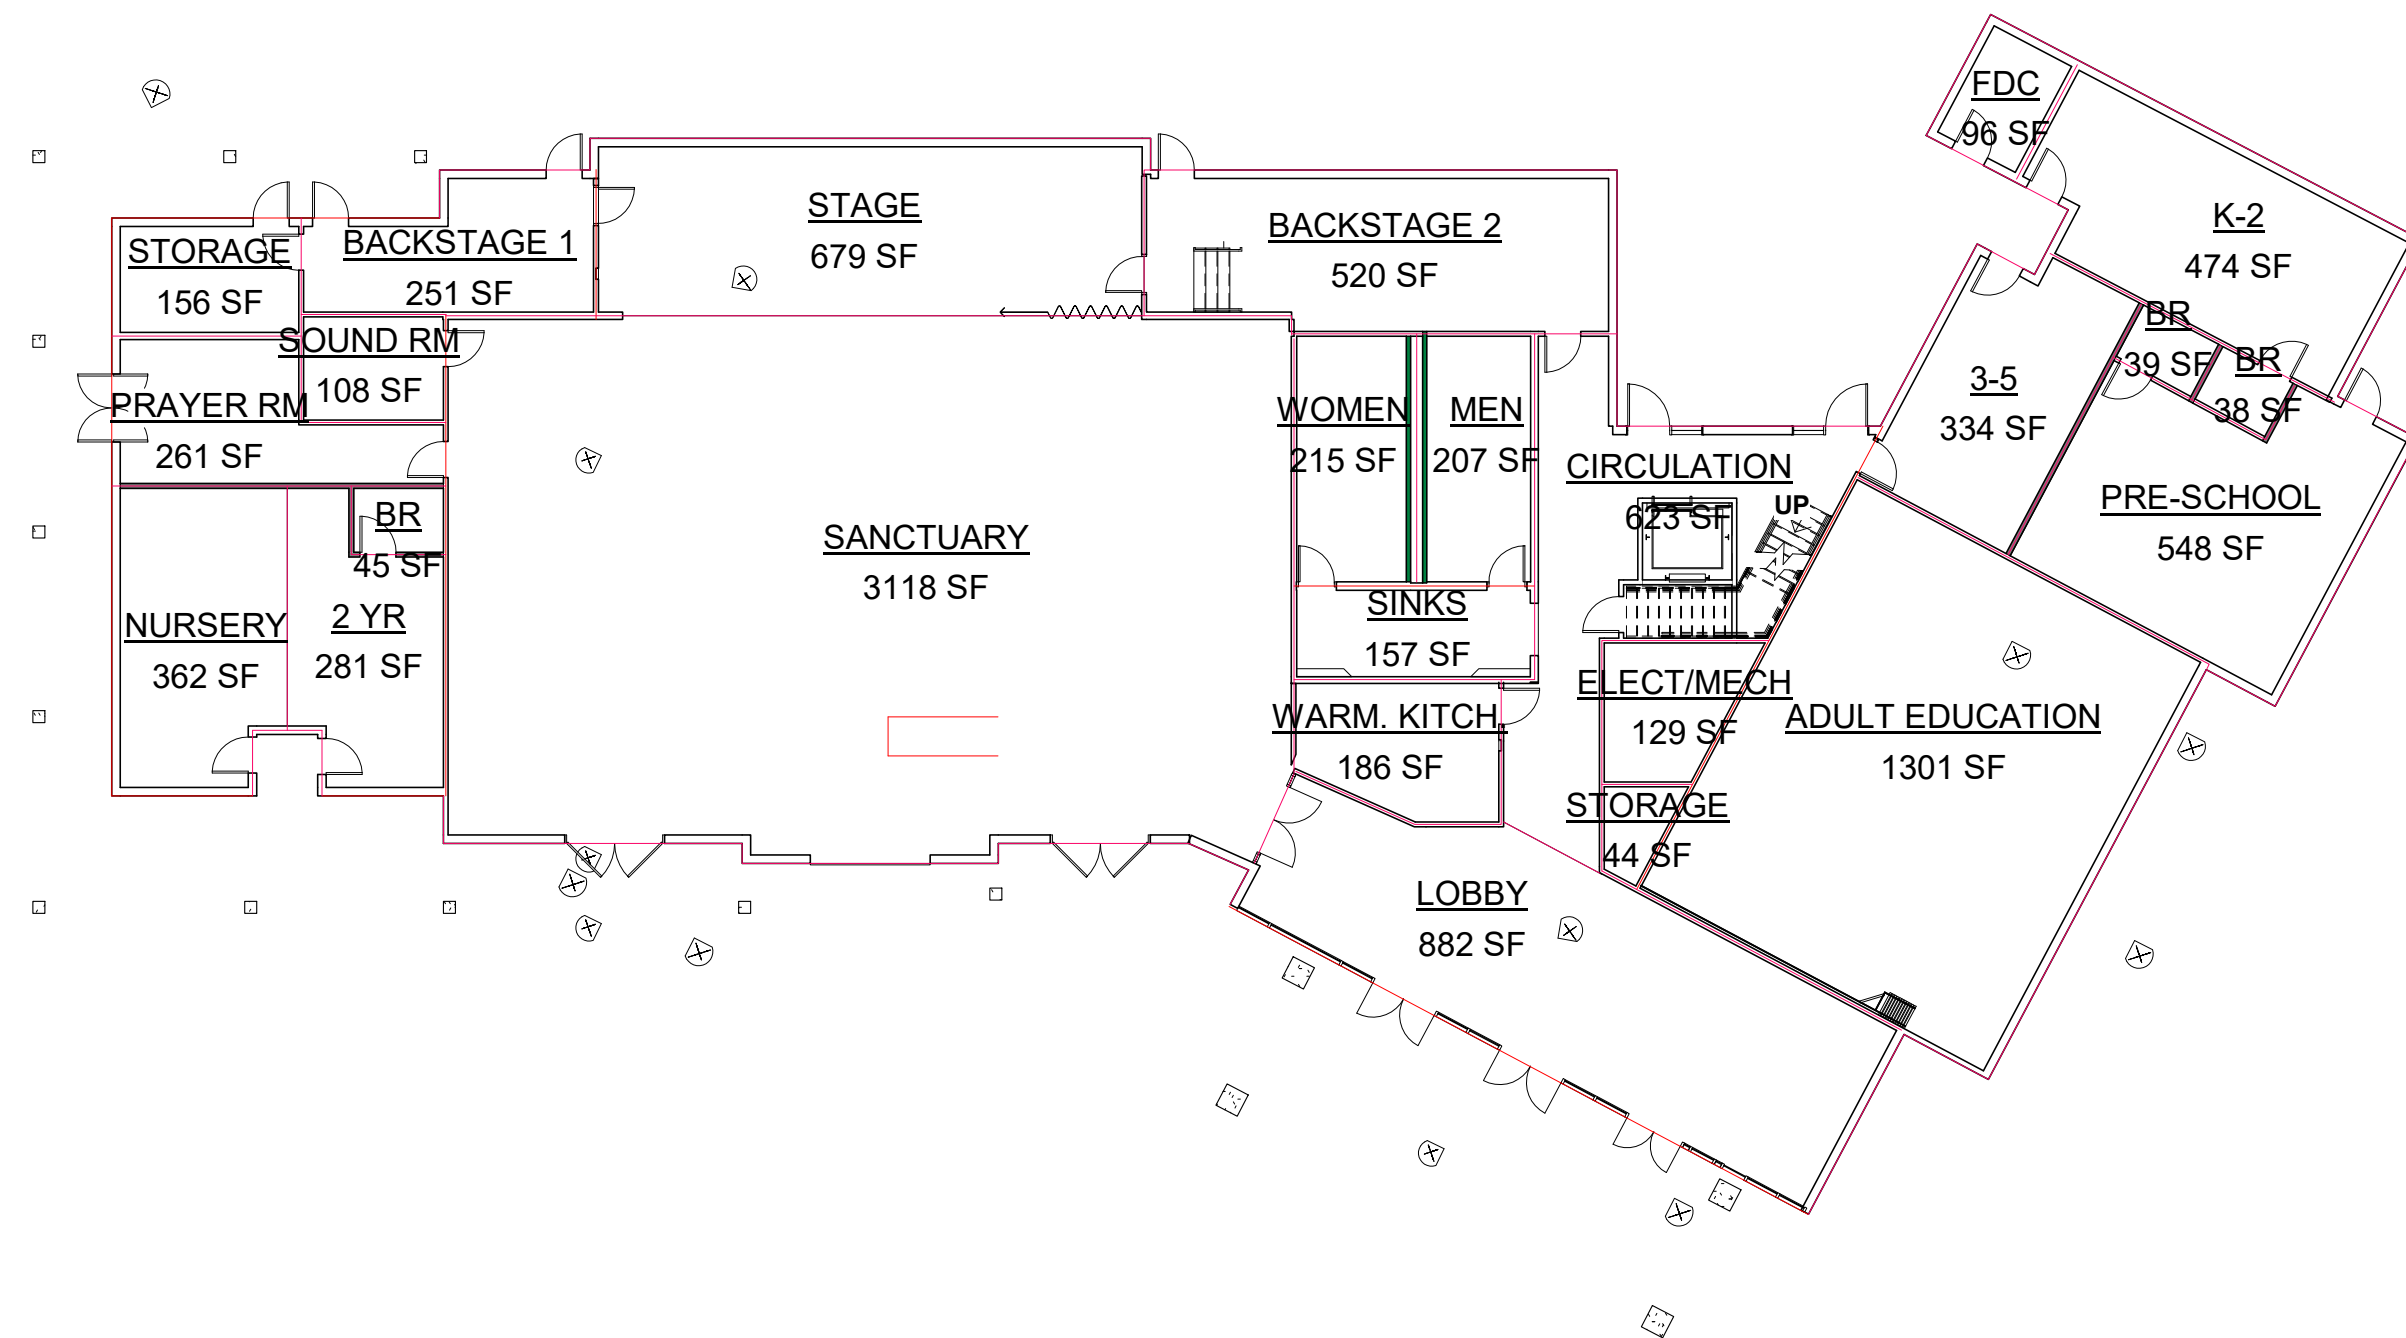 FDC
96 SF
K-2
474 SF
STAGE
679 SF
BACKSTAGE 2
520 SF
BACKSTAGE 1
251 SF
STORAGE
156 SF
SOUND RM
108 SF
PRAYER RM
261 SF
BR
39 SF
BR
38 SF
3-5
334 SF
WOMEN
215 SF
MEN
207 SF
CIRCULATION
623 SF
UP
PRE-SCHOOL
548 SF
BR
45 SF
SANCTUARY
3118 SF
NURSERY
362 SF
2 YR
281 SF
SINKS
157 SF
ELECT/MECH
129 SF
WARM. KITCH.
186 SF
ADULT EDUCATION
1301 SF
STORAGE
44 SF
LOBBY
882 SF